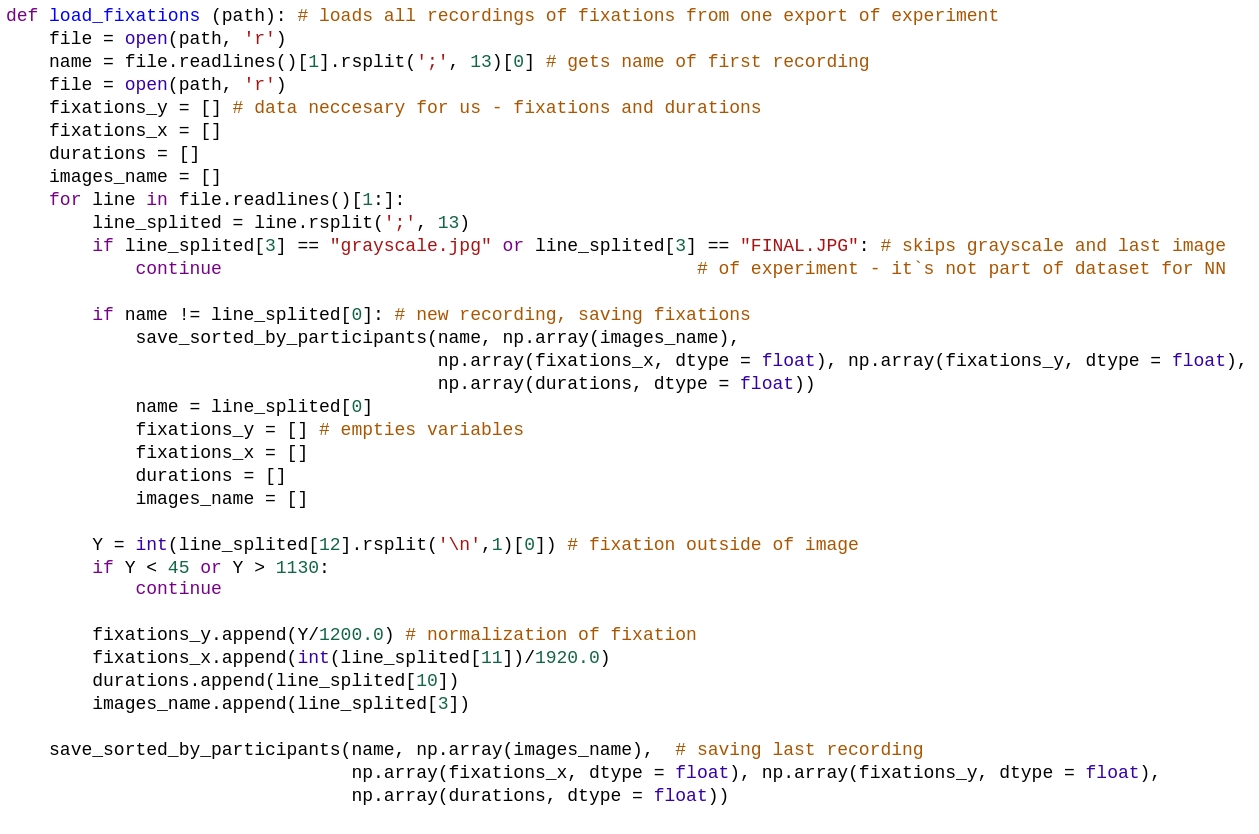 def load_fixations (path): # loads all recordings of fixations from one export of experiment
    file = open(path, 'r')
    name = file.readlines()[1].rsplit(';', 13)[0] # gets name of first recording
    file = open(path, 'r')
    fixations_y = [] # data neccesary for us - fixations and durations
    fixations_x = []
    durations = []
    images_name = []
    for line in file.readlines()[1:]:
        line_splited = line.rsplit(';', 13)
        if line_splited[3] == "grayscale.jpg" or line_splited[3] == "FINAL.JPG": # skips grayscale and last image
            continue                                            # of experiment - it`s not part of dataset for NN

        if name != line_splited[0]: # new recording, saving fixations
            save_sorted_by_participants(name, np.array(images_name),
                                        np.array(fixations_x, dtype = float), np.array(fixations_y, dtype = float),
                                        np.array(durations, dtype = float))
            name = line_splited[0]
            fixations_y = [] # empties variables
            fixations_x = []
            durations = []
            images_name = []

        Y = int(line_splited[12].rsplit('\n',1)[0]) # fixation outside of image
        if Y < 45 or Y > 1130:
            continue

        fixations_y.append(Y/1200.0) # normalization of fixation
        fixations_x.append(int(line_splited[11])/1920.0)
        durations.append(line_splited[10])
        images_name.append(line_splited[3])

    save_sorted_by_participants(name, np.array(images_name),  # saving last recording
                                np.array(fixations_x, dtype = float), np.array(fixations_y, dtype = float),
                                np.array(durations, dtype = float))